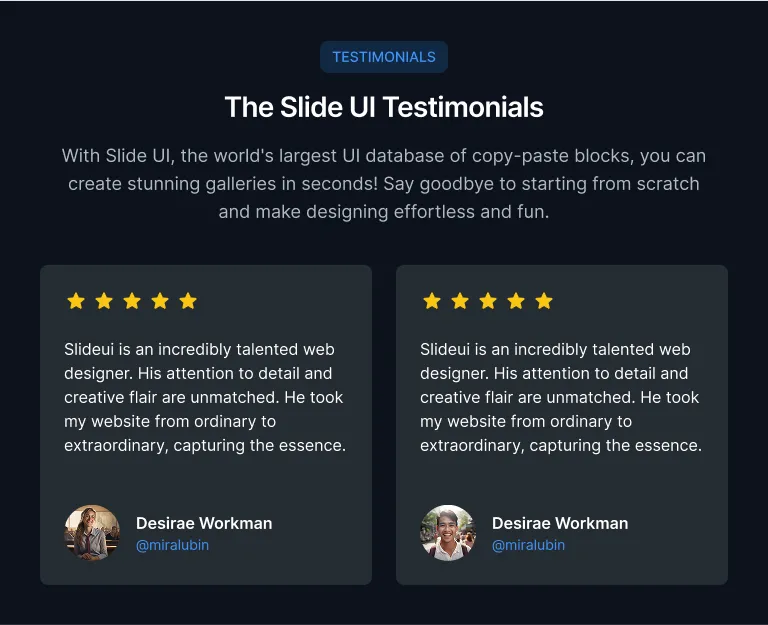 TESTIMONIALS
The Slide UI Testimonials
With Slide UI, the world's largest UI database of copy-paste blocks, you can
create stunning galleries in seconds! Say goodbye to starting from scratch
and make designing effortless and fun.
Slideui is an incredibly talented web
designer. His attention to detail and
creative flair are unmatched. He took
my website from ordinary to
extraordinary, capturing the essence.
Desirae Workman
@miralubin
Slideui is an incredibly talented web
designer. His attention to detail and
creative flair are unmatched. He took
my website from ordinary to
extraordinary, capturing the essence.
Desirae Workman
@miralubin